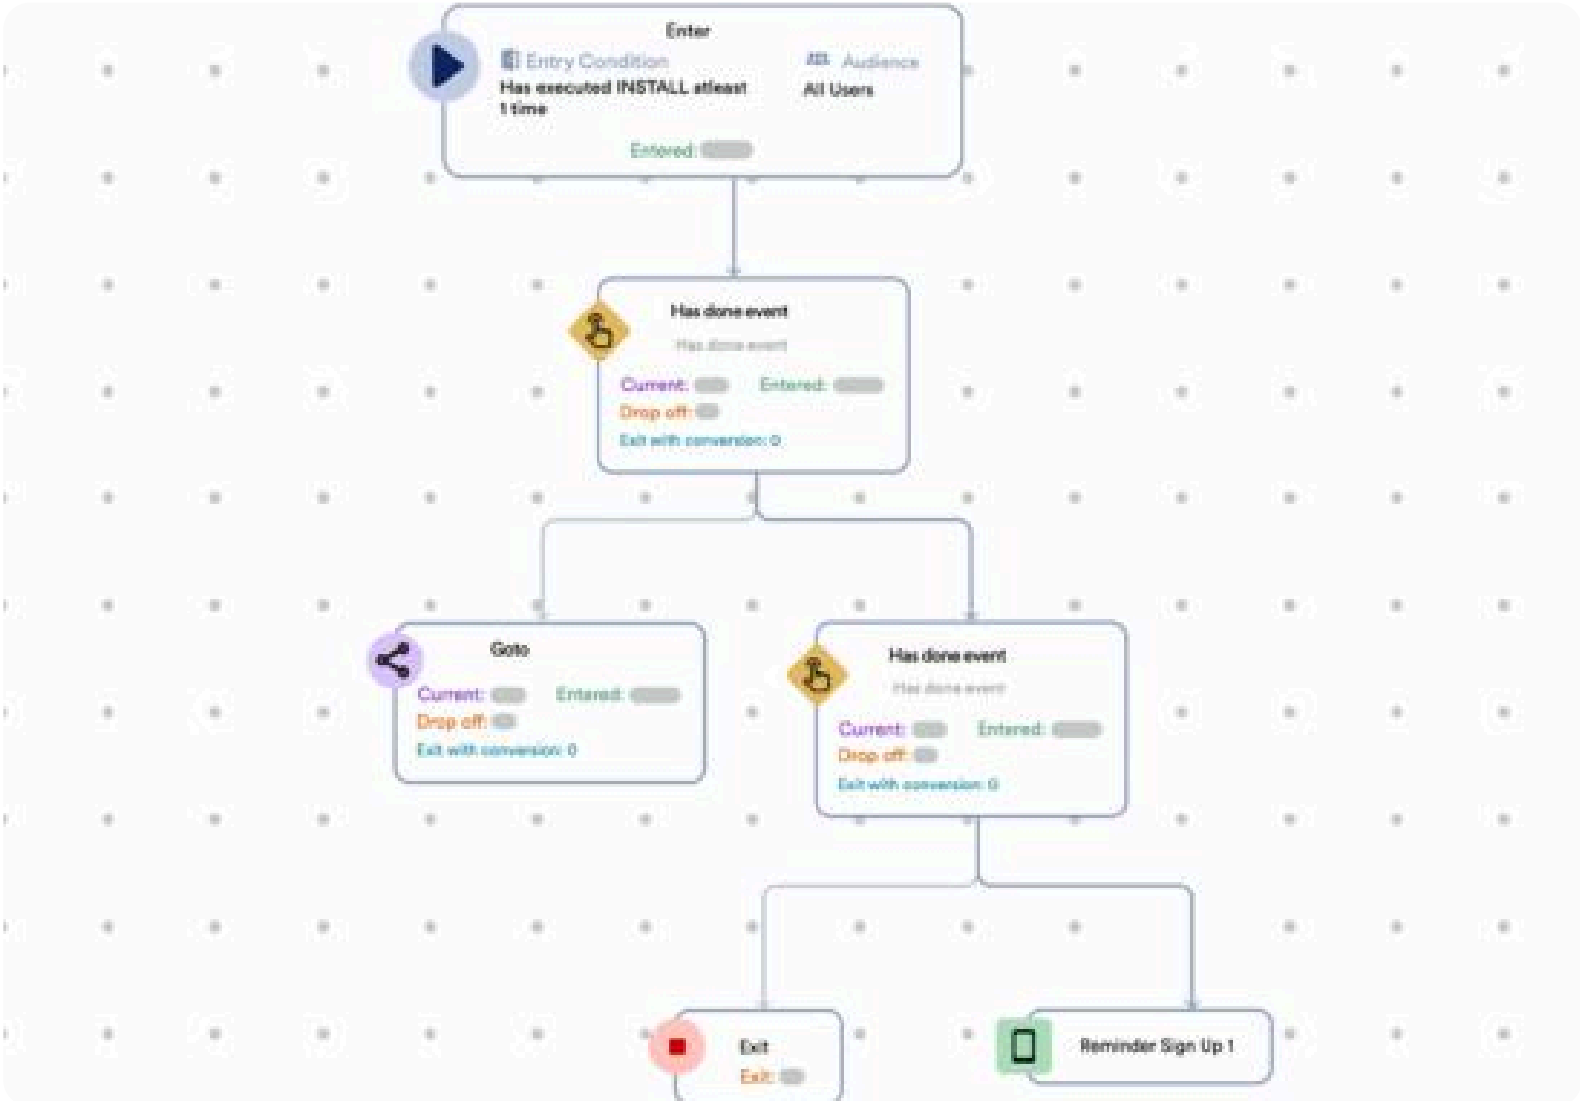 Enter
Entry Condition
Audience
Has executed INSTALL atleast
1 time
All Users
Entered:
Has done event
Has done event
Current: Entered:
Drop off:
Exit with conversion: 0
Goto
Current: Entered:
Drop off:
Exit with conversion: 0
Has done event
Has done event
Current: Entered:
Drop off:
Exit with conversion: 0
Exit
Exit:
Reminder Sign Up 1